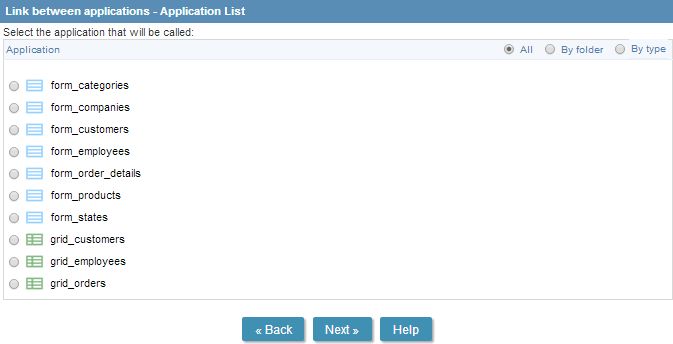 Link between applications - Application List
Select the application that will be called:
Application All By folder By type
form_categories
form_companies
form_customers
form_employees
form_order_details
form_products
form_states
grid_customers
grid_employees
grid_orders
« Back Next » Help